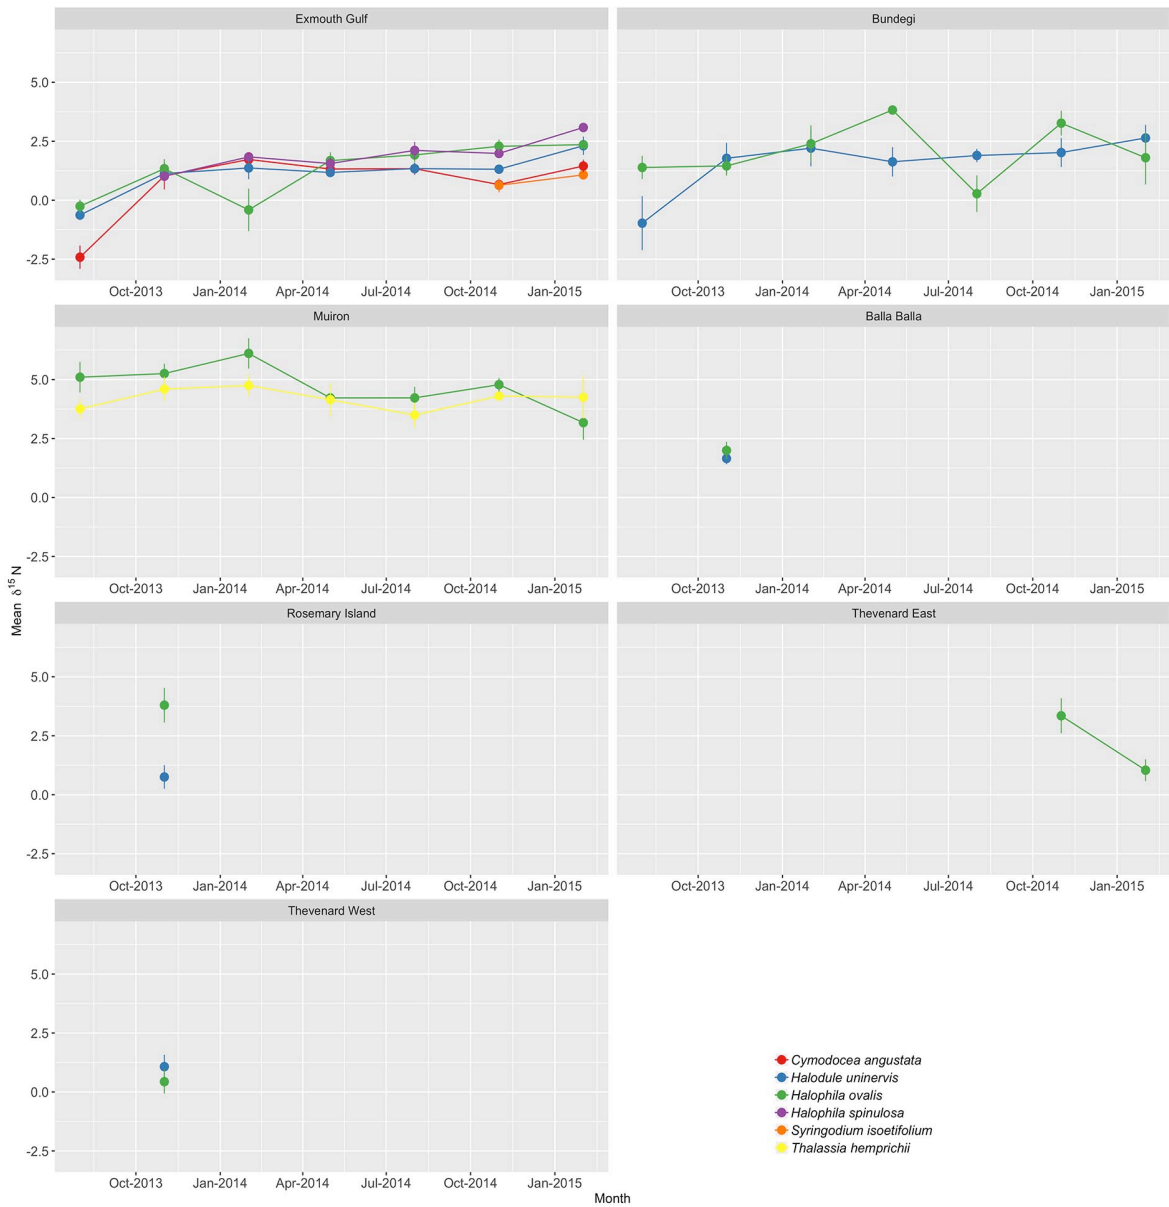 Exmouth Gulf
Bundegi
5.0
2.5
0.0
-2.5
Oct-2013 Jan-2014 Apr-2014 Jul-2014 Oct-2014 Jan-2015
Oct-2013 Jan-2014 Apr-2014 Jul-2014 Oct-2014 Jan-2015
Muiron
Balla Balla
5.0
2.5
0.0
-2.5
Oct-2013 Jan-2014 Apr-2014 Jul-2014 Oct-2014 Jan-2015
Oct-2013 Jan-2014 Apr-2014 Jul-2014 Oct-2014 Jan-2015
Mean δ¹⁵N
Rosemary Island
Thevenard East
5.0
2.5
0.0
-2.5
Oct-2013 Jan-2014 Apr-2014 Jul-2014 Oct-2014 Jan-2015
Oct-2013 Jan-2014 Apr-2014 Jul-2014 Oct-2014 Jan-2015
Thevenard West
5.0
2.5
0.0
-2.5
Oct-2013 Jan-2014 Apr-2014 Jul-2014 Oct-2014 Jan-2015
Cymodocea angustata
Halodule uninervis
Halophila ovalis
Halophila spinulosa
Syringodium isoetifolium
Thalassia hemprichii
Month